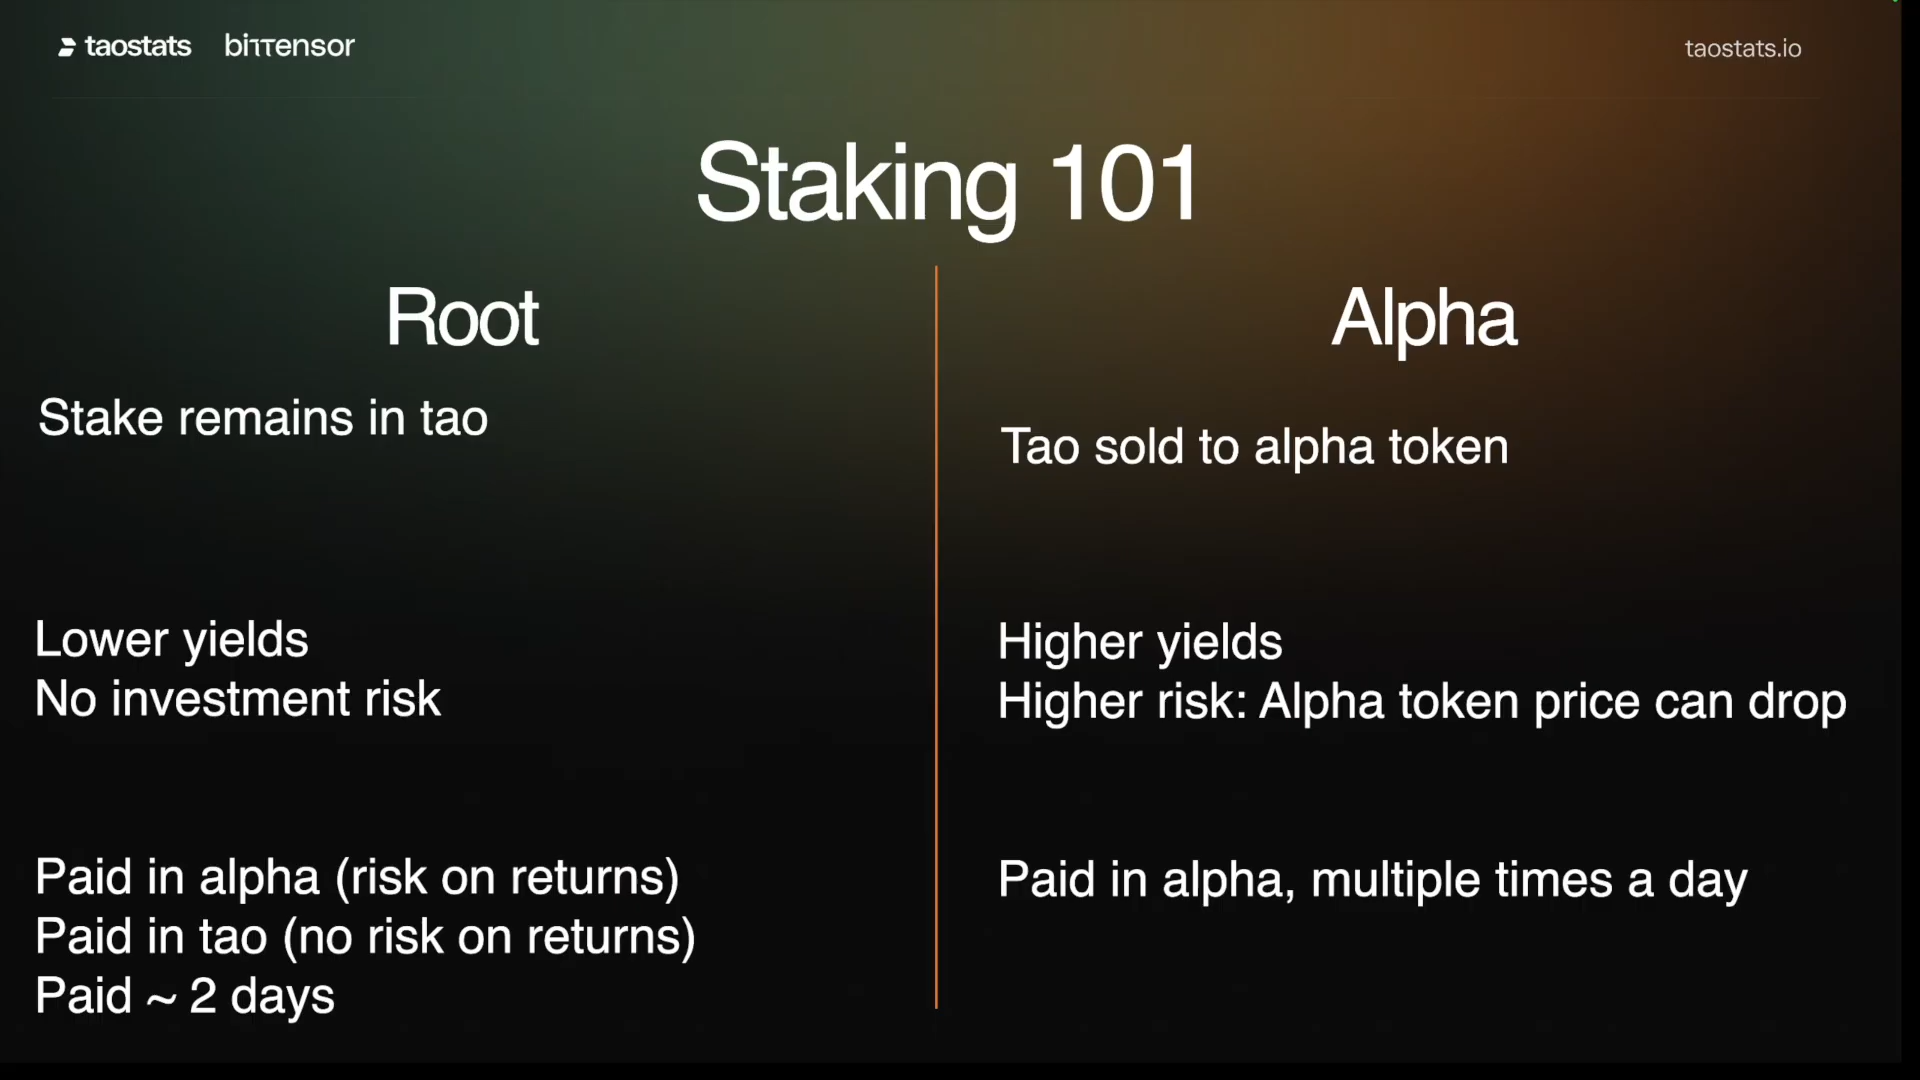 taostats
bittensor
taostats.io
Staking 101
Root
Stake remains in tao
Lower yields
No investment risk
Paid in alpha (risk on returns)
Paid in tao (no risk on returns)
Paid ~ 2 days
Alpha
Tao sold to alpha token
Higher yields
Higher risk: Alpha token price can drop
Paid in alpha, multiple times a day